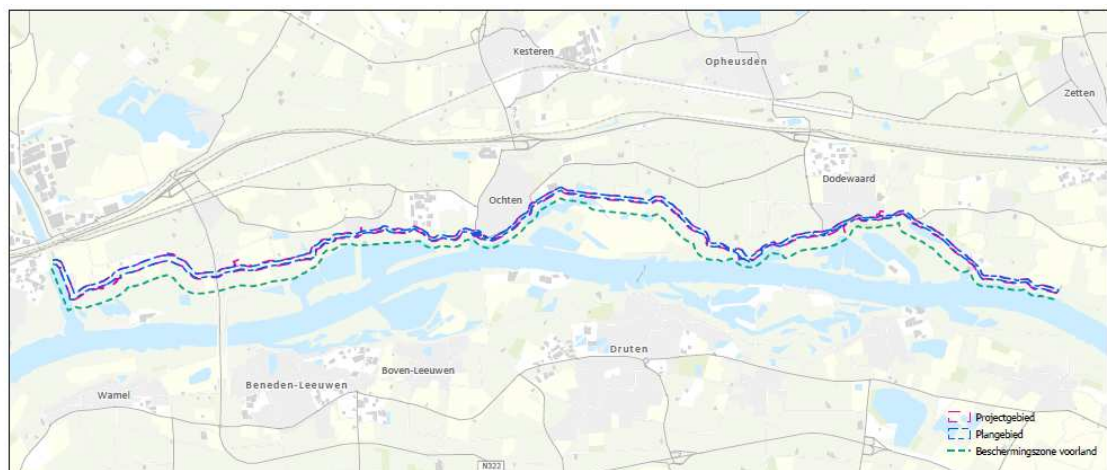 Kesteren
Opheusden
Zetten
Dodewaard
Ochten
Druten
Boven-Leeuwen
Beneden-Leeuwen
Wamel
Projectgebied
Plangebied
Beschermingszone voorland
N322